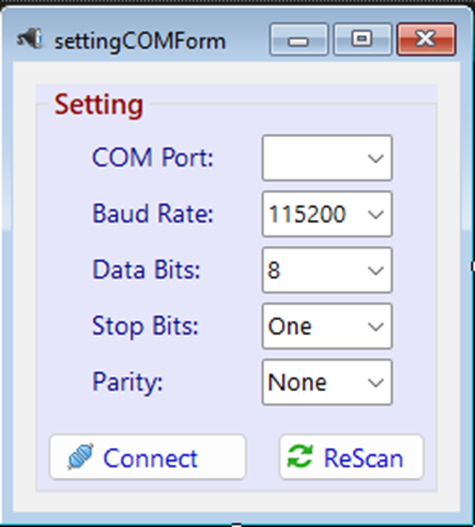 settingCOMForm
Setting
COM Port:
Baud Rate: 115200
Data Bits: 8
Stop Bits: One
Parity: None
Connect ReScan